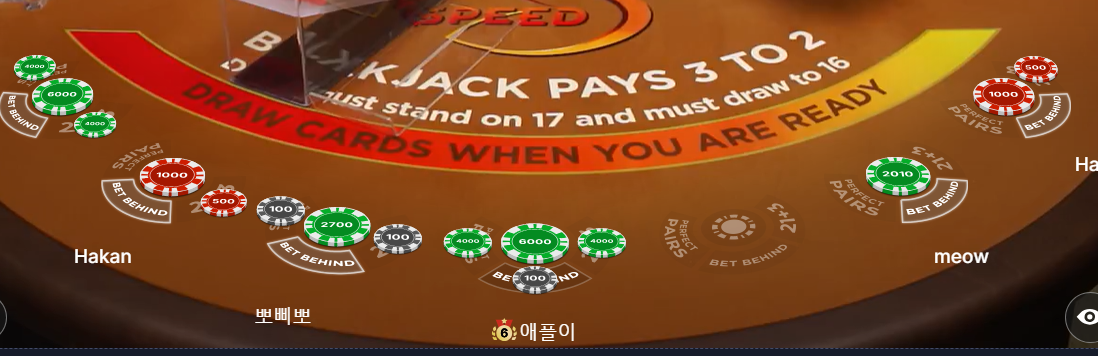 SPEED
BLACKJACK PAYS 3 TO 2
must stand on 17 and must draw to 16
DRAW CARDS WHEN YOU ARE READY
4000
6000
4000
BET BEHIND
PERFECT
PAIRS
1000
500
BET BEHIND
Hakan
100
2700
100
BET BEHIND
뽀삐뽀
4000
6000
4000
100
6
애플이
PERFECT
PAIRS
21+3
BET BEHIND
2010
21+3
PERFECT
PAIRS
BET BEHIND
meow
500
1000
PERFECT
PAIRS
BET BEHIND
Ha